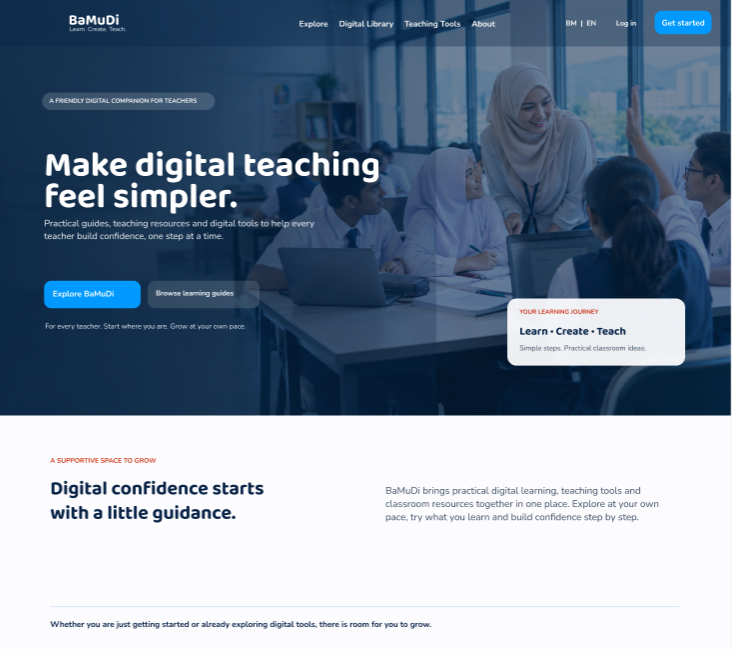 BaMuDi
Learn. Create. Teach.
Explore Digital Library Teaching Tools About
BM | EN
Log in
Get started
A FRIENDLY DIGITAL COMPANION FOR TEACHERS
Make digital teaching
feel simpler.
Practical guides, teaching resources and digital tools to help every
teacher build confidence, one step at a time.
Explore BaMuDi
Browse learning guides
For every teacher. Start where you are. Grow at your own pace.
YOUR LEARNING JOURNEY
Learn • Create • Teach
Simple steps. Practical classroom ideas.
A SUPPORTIVE SPACE TO GROW
Digital confidence starts
with a little guidance.
BaMuDi brings practical digital learning, teaching tools and
classroom resources together in one place. Explore at your own
pace, try what you learn and build confidence step by step.
Whether you are just getting started or already exploring digital tools, there is room for you to grow.